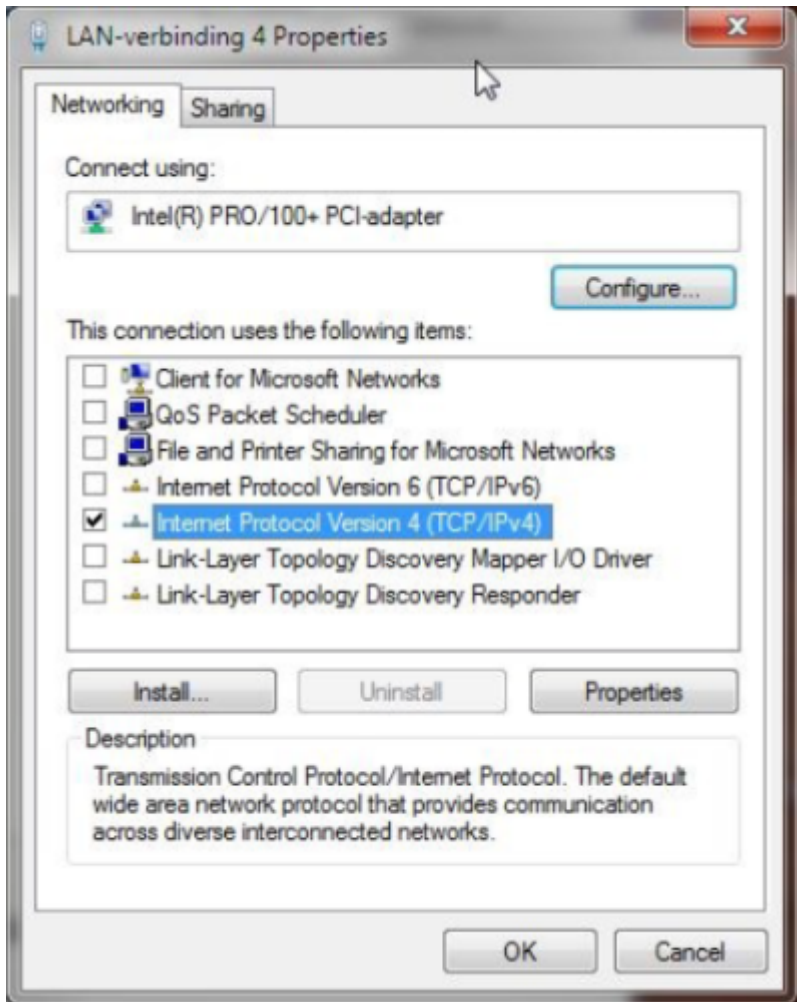 LAN-verbinding 4 Properties
Networking
Sharing
Connect using:
Intel(R) PRO/100+ PCI-adapter
Configure...
This connection uses the following items:
Client for Microsoft Networks
QoS Packet Scheduler
File and Printer Sharing for Microsoft Networks
Internet Protocol Version 6 (TCP/IPv6)
Internet Protocol Version 4 (TCP/IPv4)
Link-Layer Topology Discovery Mapper I/O Driver
Link-Layer Topology Discovery Responder
Install...
Uninstall
Properties
Description
Transmission Control Protocol/Internet Protocol. The default
wide area network protocol that provides communication
across diverse interconnected networks.
OK
Cancel